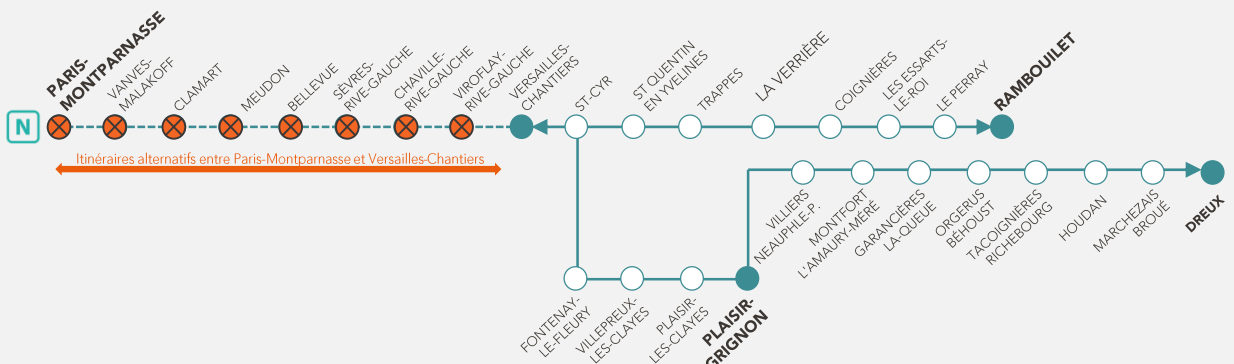 N
PARIS-
MONTPARNASSE
VANVES-
MALAKOFF
CLAMART
MEUDON
BELLEVUE
SÈVRES-
RIVE-GAUCHE
CHAVILLE-
RIVE-GAUCHE
VIROFLAY-
RIVE-GAUCHE
VERSAILLES-
CHANTIERS
ST-CYR
ST QUENTIN
EN YVELINES
TRAPPES
LA VERRIÈRE
COIGNIÈRES
LES ESSARTS-
LE-ROI
LE PERRAY
RAMBOUILET
Itinéraires alternatifs entre Paris-Montparnasse et Versailles-Chantiers
VILLIERS
NEAUPHLE-P.
MONTFORT
L'AMAURY-MÉRÉ
GARANCIÈRES
LA-QUEUE
ORGERUS
BÉHOUST
TACOIGNIÈRES
RICHEBOURG
HOUDAN
MARCHEZAIS
BROUÉ
DREUX
FONTENAY-
LE-FLEURY
VILLEPREUX-
LES-CLAYES
PLAISIR-
LES-CLAYES
PLAISIR-
GRIGNON